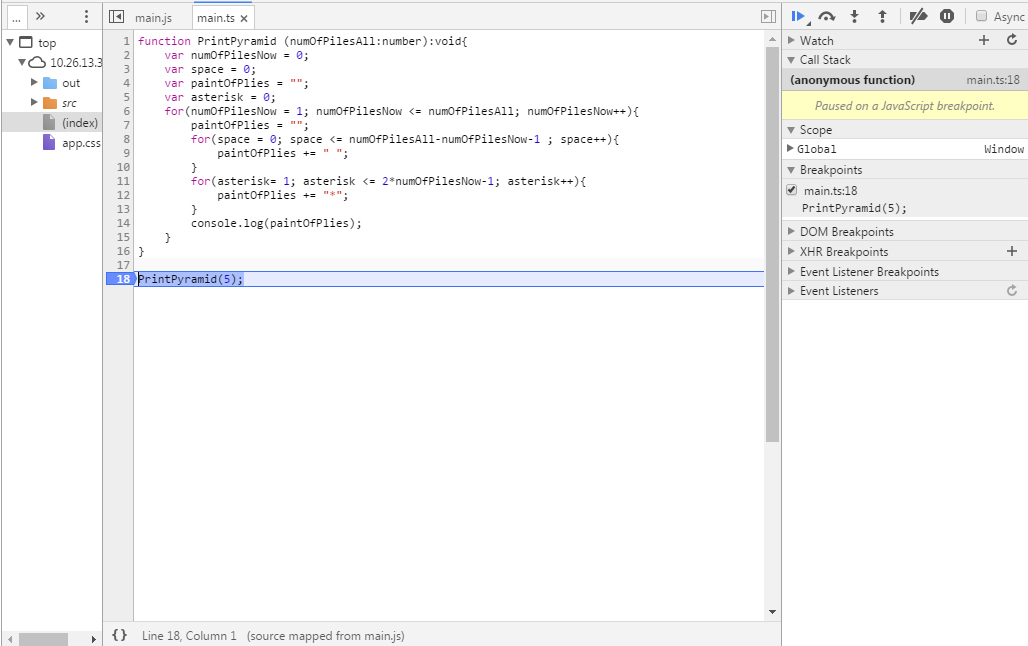 ...
main.js
main.ts ×
Async
top
10.26.13.3
out
src
(index)
app.css
1 function PrintPyramid (numOfPilesAll:number):void{
2 var numOfPilesNow = 0;
3 var space = 0;
4 var paintOfPlies = "";
5 var asterisk = 0;
6 for(numOfPilesNow = 1; numOfPilesNow <= numOfPilesAll; numOfPilesNow++){
7 paintOfPlies = "";
8 for(space = 0; space <= numOfPilesAll-numOfPilesNow-1 ; space++){
9 paintOfPlies += " ";
10 }
11 for(asterisk= 1; asterisk <= 2*numOfPilesNow-1; asterisk++){
12 paintOfPlies += "*";
13 }
14 console.log(paintOfPlies);
15 }
16 }
17
18 PrintPyramid(5);
{} Line 18, Column 1 (source mapped from main.js)
Watch
Call Stack
(anonymous function) main.ts:18
Paused on a JavaScript breakpoint.
Scope
Global Window
Breakpoints
main.ts:18
PrintPyramid(5);
DOM Breakpoints
XHR Breakpoints
Event Listener Breakpoints
Event Listeners